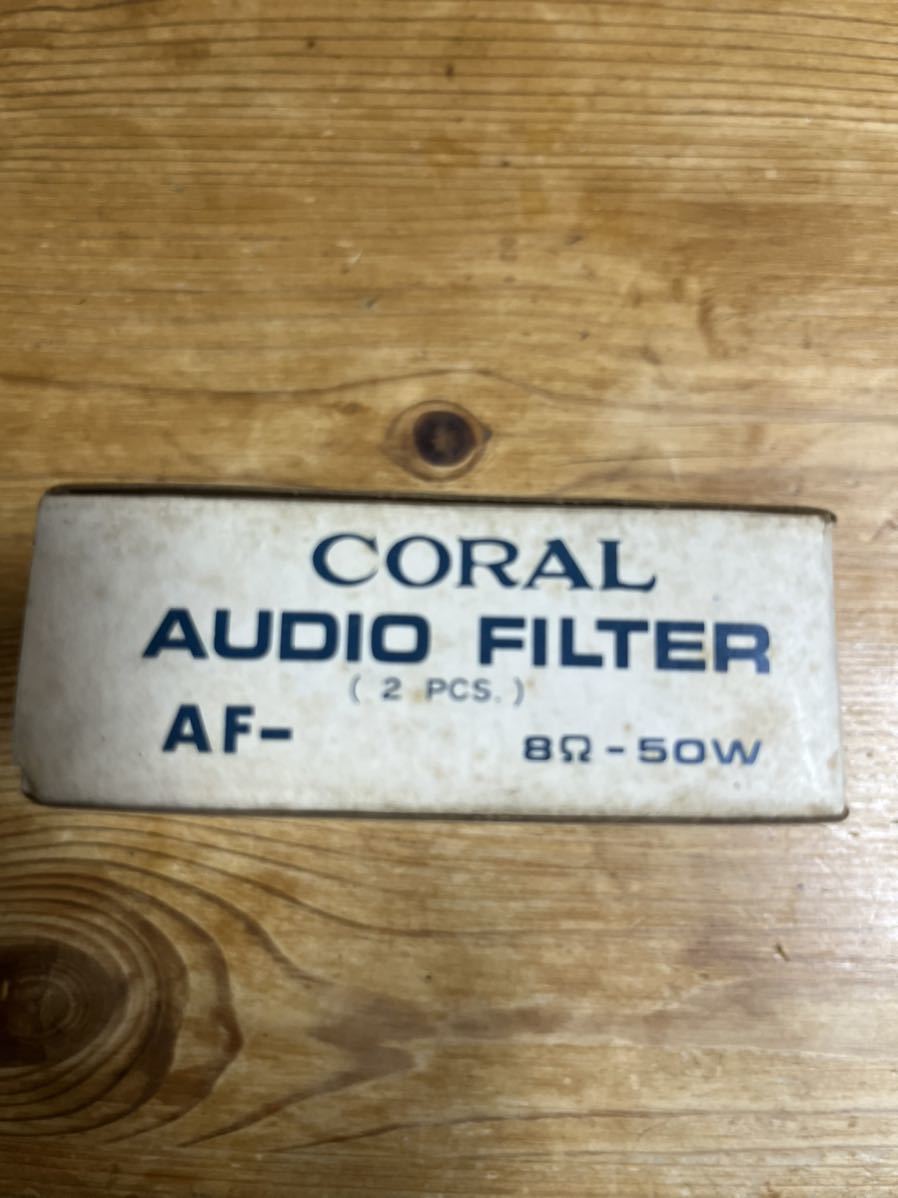 CORAL
AUDIO FILTER
( 2 PCS. )
AF- 8Ω-50W